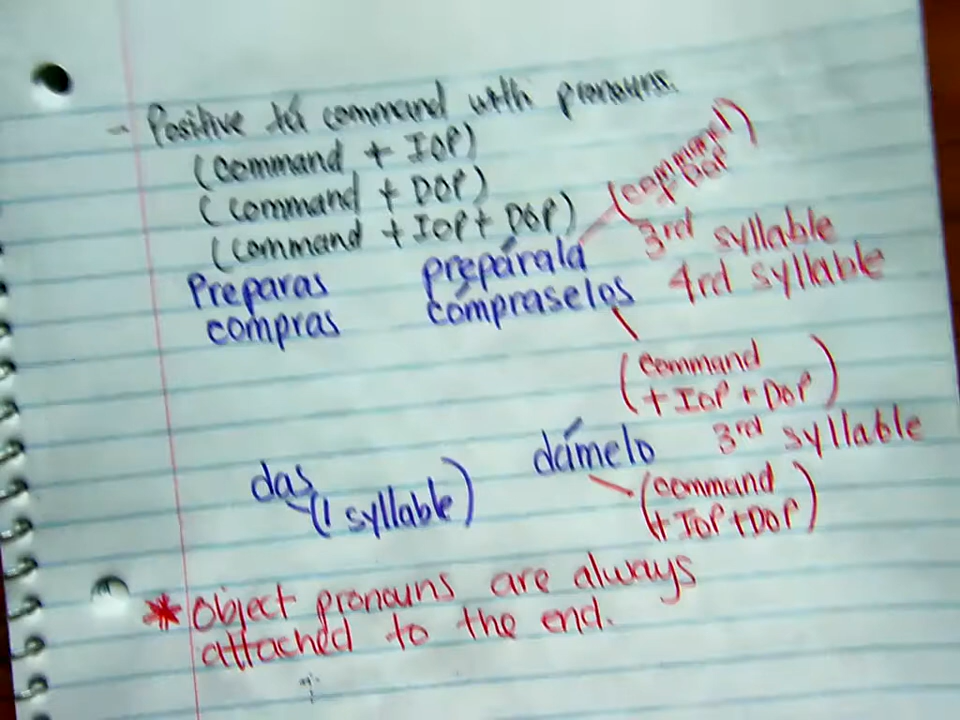 - Positive tú command with pronouns.
(command + IOP)
(command + DOP)
(command + IOP + DOP)
(command + DOP)
Preparas prepárala 3rd syllable
compras cómpraselos 4rd syllable
(command + IOP + DOP)
das (1 syllable) dámelo 3rd syllable
(command + IOP + DOP)
* Object pronouns are always
attached to the end.